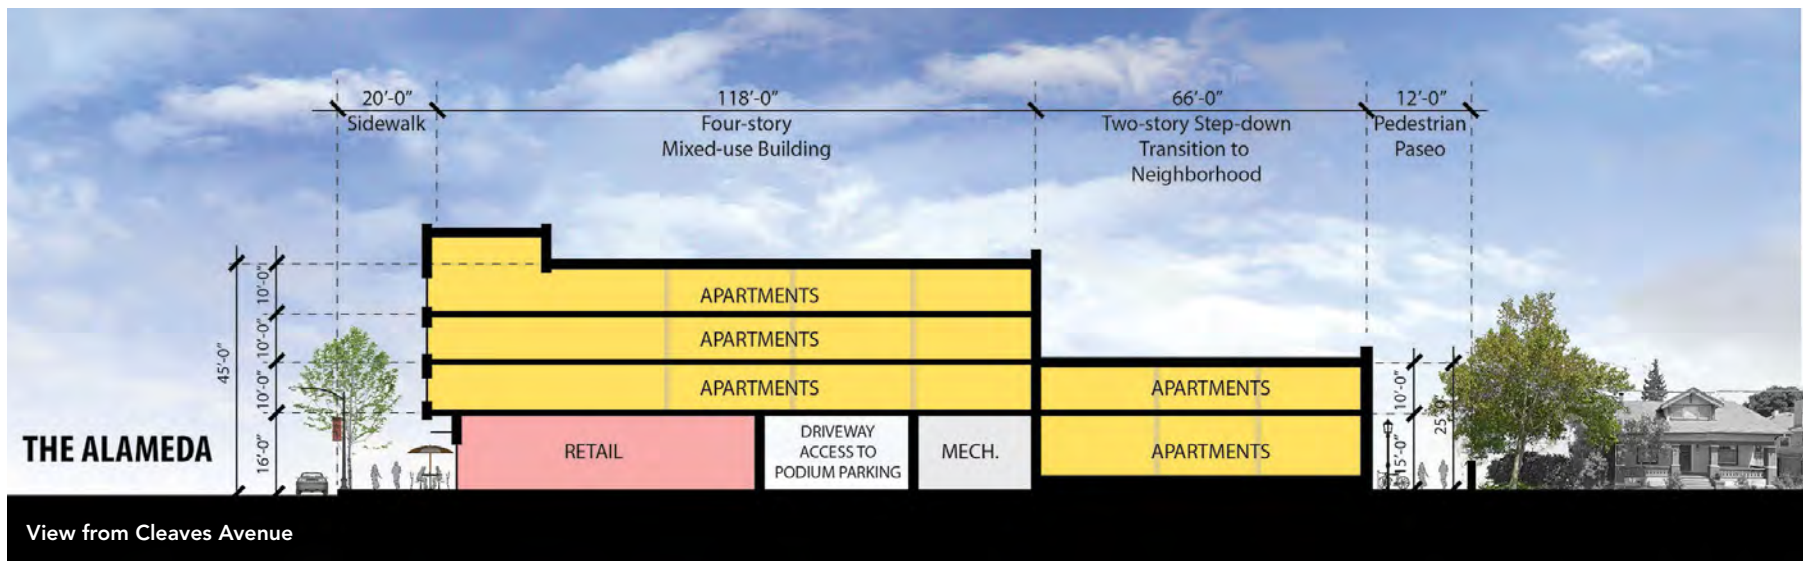 20'-0"
Sidewalk
118'-0"
Four-story
Mixed-use Building
66'-0"
Two-story Step-down
Transition to
Neighborhood
12'-0"
Pedestrian
Paseo
45'-0"
10'-0"
10'-0"
10'-0"
16'-0"
APARTMENTS
APARTMENTS
APARTMENTS
RETAIL
DRIVEWAY
ACCESS TO
PODIUM PARKING
MECH.
APARTMENTS
APARTMENTS
10'-0"
15'-0"
THE ALAMEDA
View from Cleaves Avenue